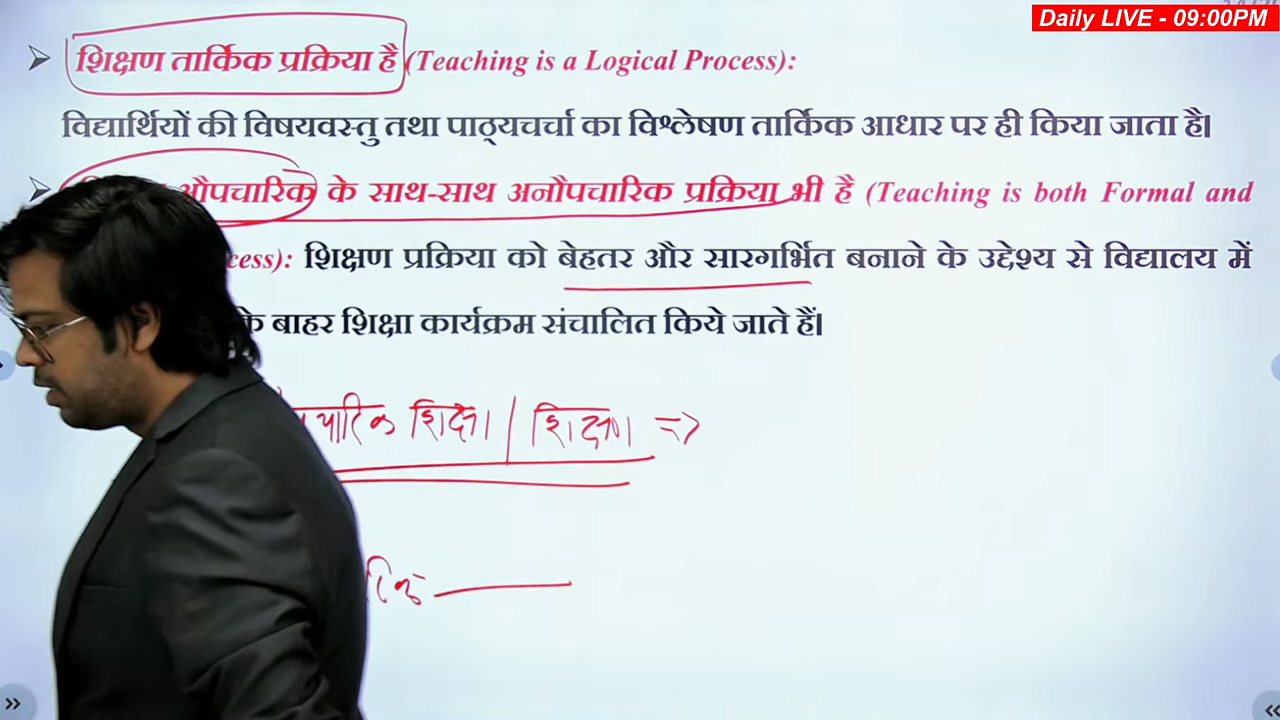 Daily LIVE - 09:00PM
➢ शिक्षण तार्किक प्रक्रिया है (Teaching is a Logical Process):
विद्यार्थियों की विषयवस्तु तथा पाठ्यचर्चा का विश्लेषण तार्किक आधार पर ही किया जाता है।
➢ औपचारिक के साथ-साथ अनौपचारिक प्रक्रिया भी है (Teaching is both Formal and
cess): शिक्षण प्रक्रिया को बेहतर और सारगर्भित बनाने के उद्देश्य से विद्यालय में
के बाहर शिक्षा कार्यक्रम संचालित किये जाते हैं।
चारिक शिक्षा | शिक्षण =>